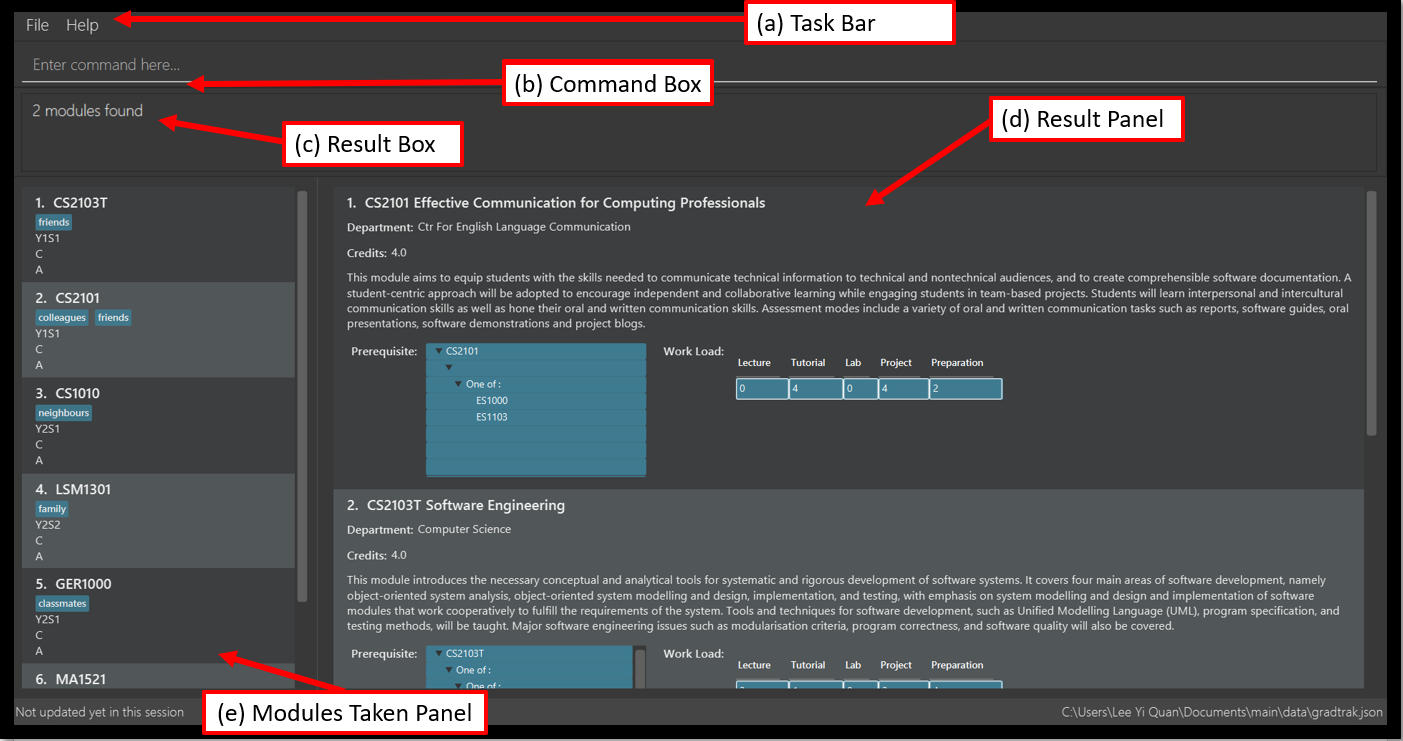 File Help
(a) Task Bar
Enter command here...
(b) Command Box
2 modules found
(c) Result Box
(d) Result Panel
1. CS2103T
friends
Y1S1
C
A
2. CS2101
colleagues friends
Y1S1
C
A
3. CS1010
neighbours
Y2S1
C
A
4. LSM1301
family
Y2S2
C
A
5. GER1000
classmates
Y2S1
C
A
6. MA1521
(e) Modules Taken Panel
1. CS2101 Effective Communication for Computing Professionals
Department: Ctr For English Language Communication
Credits: 4.0
This module aims to equip students with the skills needed to communicate technical information to technical and nontechnical audiences, and to create comprehensible software documentation. A
student-centric approach will be adopted to encourage independent and collaborative learning while engaging students in team-based projects. Students will learn interpersonal and intercultural
communication skills as well as hone their oral and written communication skills. Assessment modes include a variety of oral and written communication tasks such as reports, software guides, oral
presentations, software demonstrations and project blogs.
Prerequisite:
CS2101
One of :
ES1000
ES1103
Work Load:
Lecture Tutorial Lab Project Preparation
0 4 0 4 2
2. CS2103T Software Engineering
Department: Computer Science
Credits: 4.0
This module introduces the necessary conceptual and analytical tools for systematic and rigorous development of software systems. It covers four main areas of software development, namely
object-oriented system analysis, object-oriented system modelling and design, implementation, and testing, with emphasis on system modelling and design and implementation of software
modules that work cooperatively to fulfill the requirements of the system. Tools and techniques for software development, such as Unified Modelling Language (UML), program specification, and
testing methods, will be taught. Major software engineering issues such as modularisation criteria, program correctness, and software quality will also be covered.
Prerequisite:
CS2103T
One of :
One of :
Work Load:
Lecture Tutorial Lab Project Preparation
Not updated yet in this session
C:\Users\Lee Yi Quan\Documents\main\data\gradtrak.json